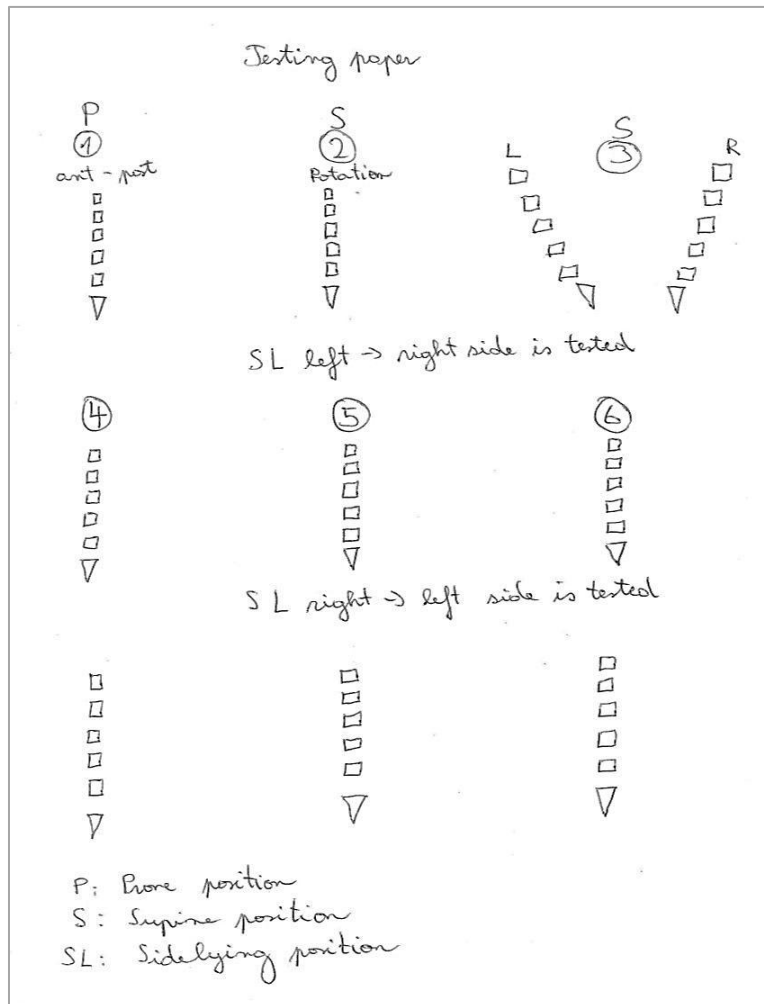 Testing paper
P S S
1 2 L 3 R
ant - post Rotation
SL left → right side is tested
4 5 6
SL right → left side is tested
P: Prone position
S: Supine position
SL: Sidelying position